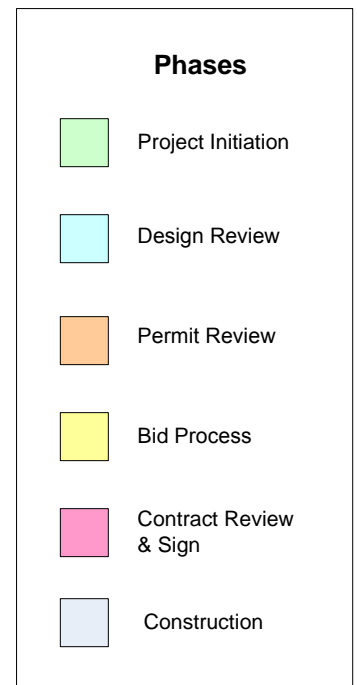 Phases
Project Initiation
Design Review
Permit Review
Bid Process
Contract Review
& Sign
Construction